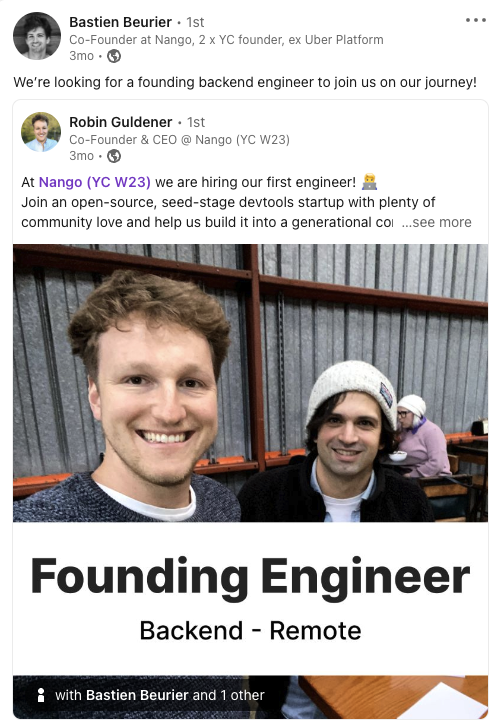 Bastien Beurier • 1st
Co-Founder at Nango, 2 x YC founder, ex Uber Platform
3mo •
We’re looking for a founding backend engineer to join us on our journey!
Robin Guldener • 1st
Co-Founder & CEO @ Nango (YC W23)
3mo •
At Nango (YC W23) we are hiring our first engineer! 🧑‍💻
Join an open-source, seed-stage devtools startup with plenty of
community love and help us build it into a generational ...see more
Founding Engineer
Backend - Remote
with Bastien Beurier and 1 other